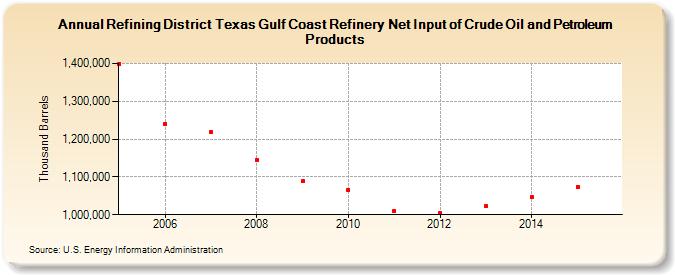 Annual Refining District Texas Gulf Coast Refinery Net Input of Crude Oil and Petroleum
Products
Thousand Barrels
1,400,000
1,300,000
1,200,000
1,100,000
1,000,000
2006
2008
2010
2012
2014
Source: U.S. Energy Information Administration